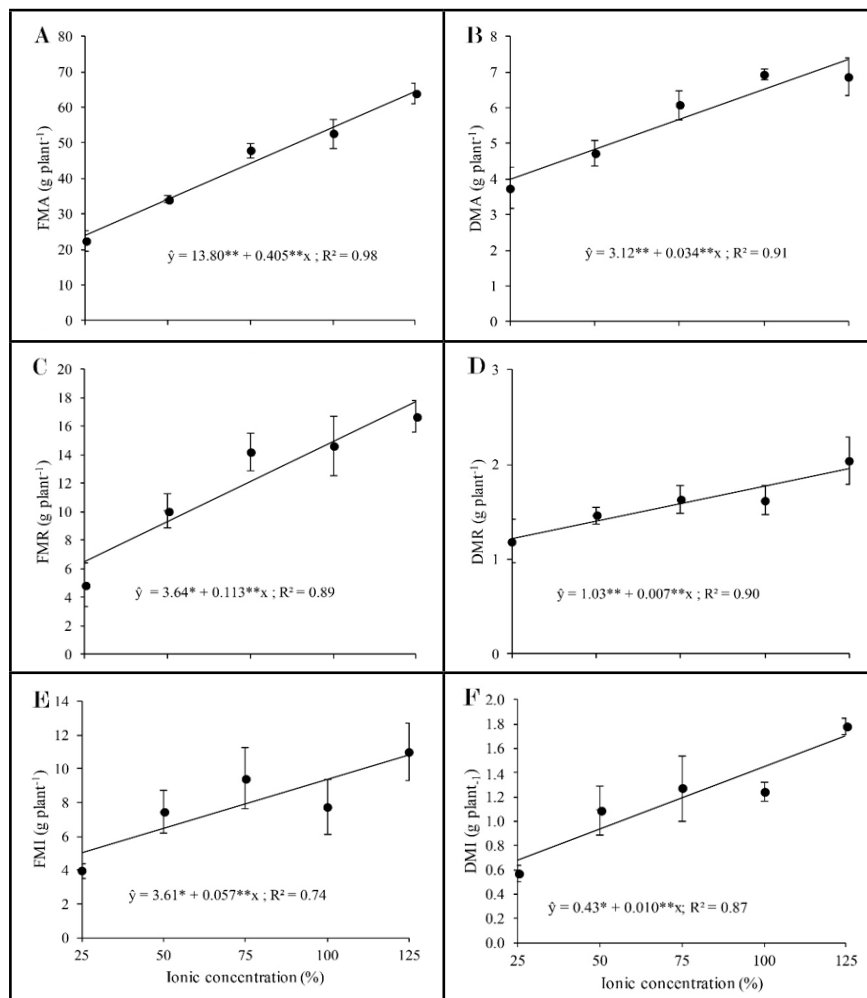 A
FMA (g plant⁻¹)
80
70
60
50
40
30
20
10
0
ŷ = 13.80** + 0.405**x ; R² = 0.98
B
DMA (g plant⁻¹)
8
7
6
5
4
3
2
1
0
ŷ = 3.12** + 0.034**x ; R² = 0.91
C
FMR (g plant⁻¹)
20
18
16
14
12
10
8
6
4
2
0
ŷ = 3.64* + 0.113**x ; R² = 0.89
D
DMR (g plant⁻¹)
3
2
1
0
ŷ = 1.03** + 0.007**x ; R² = 0.90
E
FMI (g plant⁻¹)
14
12
10
8
6
4
2
0
ŷ = 3.61* + 0.057**x ; R² = 0.74
25 50 75 100 125
Ionic concentration (%)
F
DMI (g plant₋₁)
2.0
1.8
1.6
1.4
1.2
1.0
0.8
0.6
0.4
0.2
0.0
ŷ = 0.43* + 0.010**x; R² = 0.87
25 50 75 100 125
Ionic concentration (%)